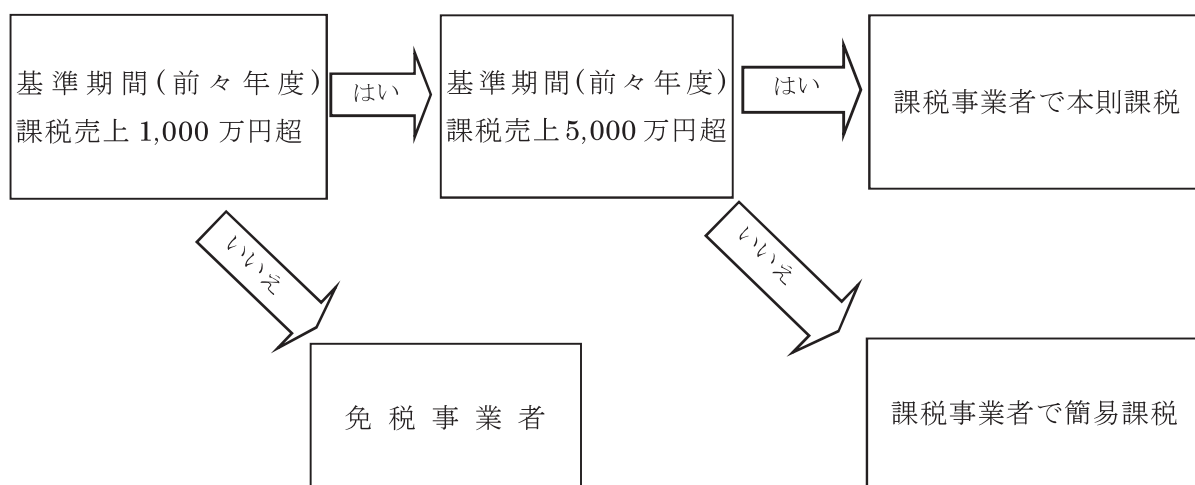 基準期間(前々年度)
課税売上1,000万円超
はい
基準期間(前々年度)
課税売上5,000万円超
はい
課税事業者で本則課税
いいえ
いいえ
免税事業者
課税事業者で簡易課税